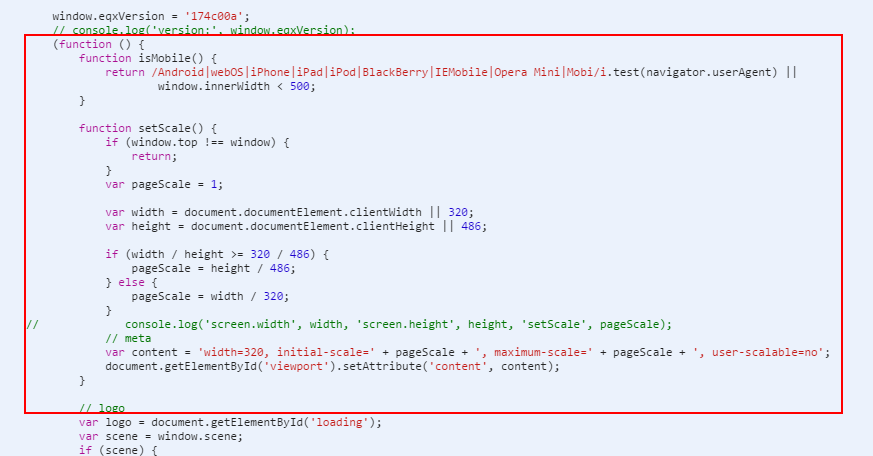 window.eqxVersion = '174c00a';
// console.log('version:', window.eqxVersion);
(function () {
function isMobile() {
return /Android|webOS|iPhone|iPad|iPod|BlackBerry|IEMobile|Opera Mini|Mobi/i.test(navigator.userAgent) ||
window.innerWidth < 500;
}
function setScale() {
if (window.top !== window) {
return;
}
var pageScale = 1;
var width = document.documentElement.clientWidth || 320;
var height = document.documentElement.clientHeight || 486;
if (width / height >= 320 / 486) {
pageScale = height / 486;
} else {
pageScale = width / 320;
}
// console.log('screen.width', width, 'screen.height', height, 'setScale', pageScale);
// meta
var content = 'width=320, initial-scale=' + pageScale + ', maximum-scale=' + pageScale + ', user-scalable=no';
document.getElementById('viewport').setAttribute('content', content);
}
// logo
var logo = document.getElementById('loading');
var scene = window.scene;
if (scene) {